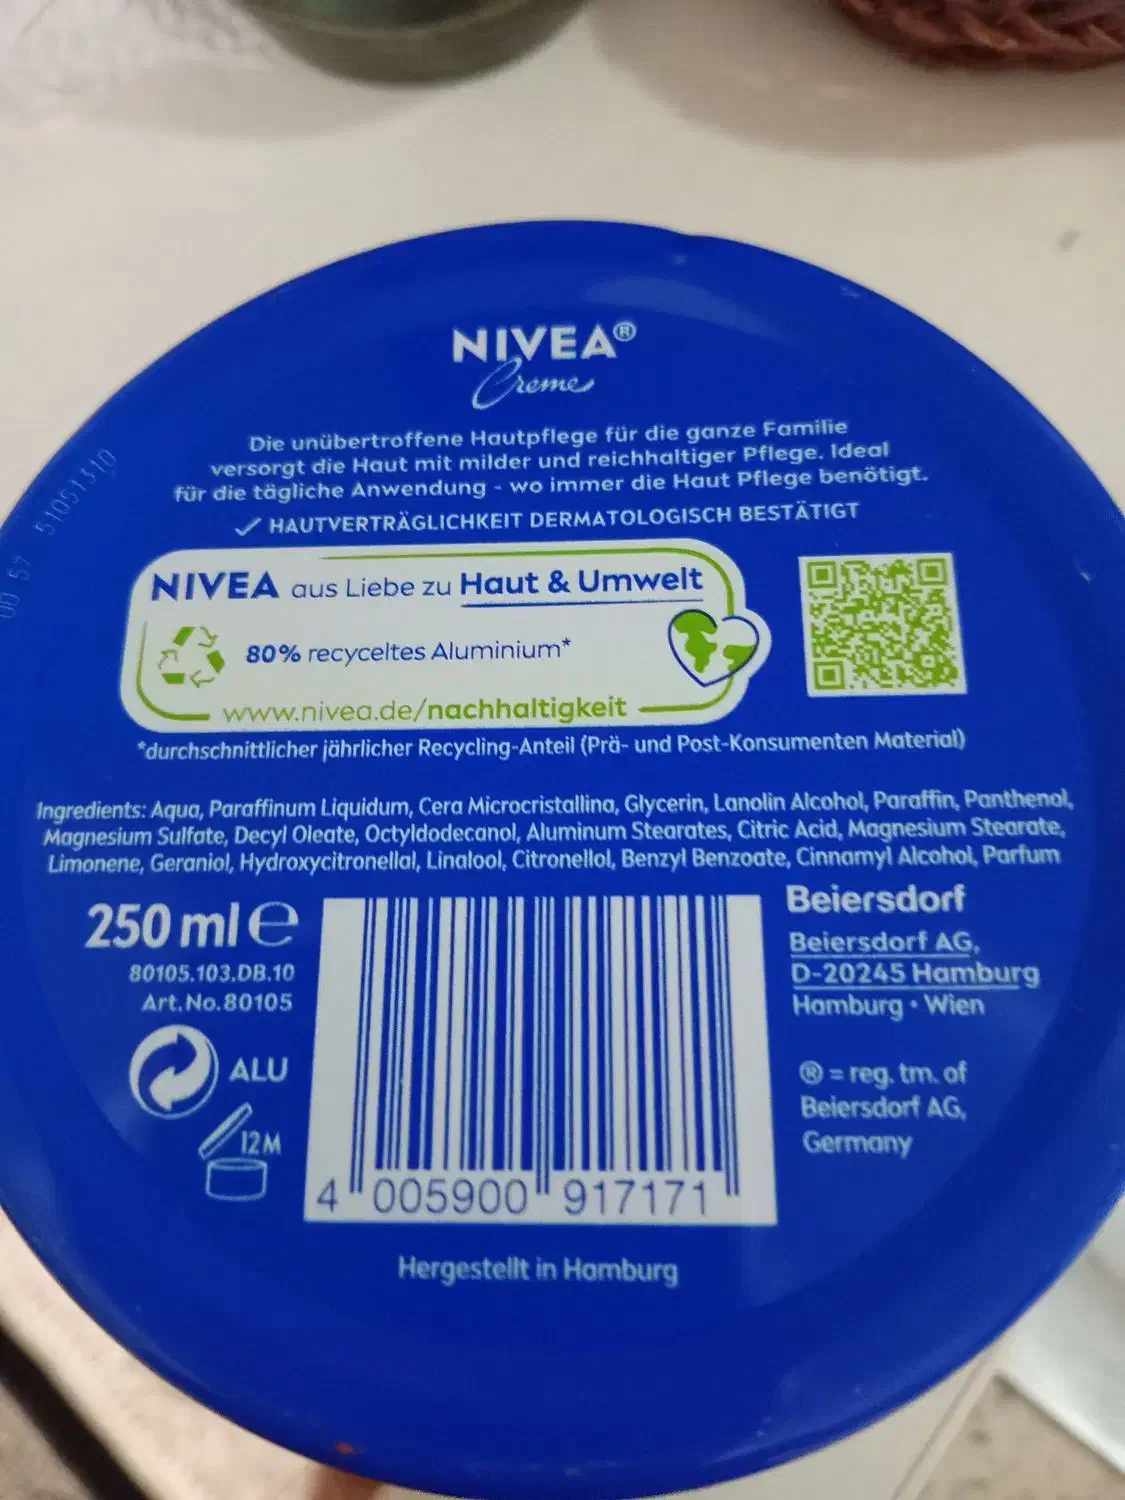 NIVEA®
Creme
Die unübertroffene Hautpflege für die ganze Familie
versorgt die Haut mit milder und reichhaltiger Pflege. Ideal
für die tägliche Anwendung - wo immer die Haut Pflege benötigt.
✓ HAUTVERTRÄGLICHKEIT DERMATOLOGISCH BESTÄTIGT
51051310
NIVEA aus Liebe zu Haut & Umwelt
80% recyceltes Aluminium*
www.nivea.de/nachhaltigkeit
*durchschnittlicher jährlicher Recycling-Anteil (Prä- und Post-Konsumenten Material)
Ingredients: Aqua, Paraffinum Liquidum, Cera Microcristallina, Glycerin, Lanolin Alcohol, Paraffin, Panthenol,
Magnesium Sulfate, Decyl Oleate, Octyldodecanol, Aluminum Stearates, Citric Acid, Magnesium Stearate,
Limonene, Geraniol, Hydroxycitronellal, Linalool, Citronellol, Benzyl Benzoate, Cinnamyl Alcohol, Parfum
250 ml ℮
80105.103.DB.10
Art.No.80105
ALU
12M
4 005900 917171
Beiersdorf
Beiersdorf AG,
D-20245 Hamburg
Hamburg • Wien
® = reg. tm. of
Beiersdorf AG,
Germany
Hergestellt in Hamburg